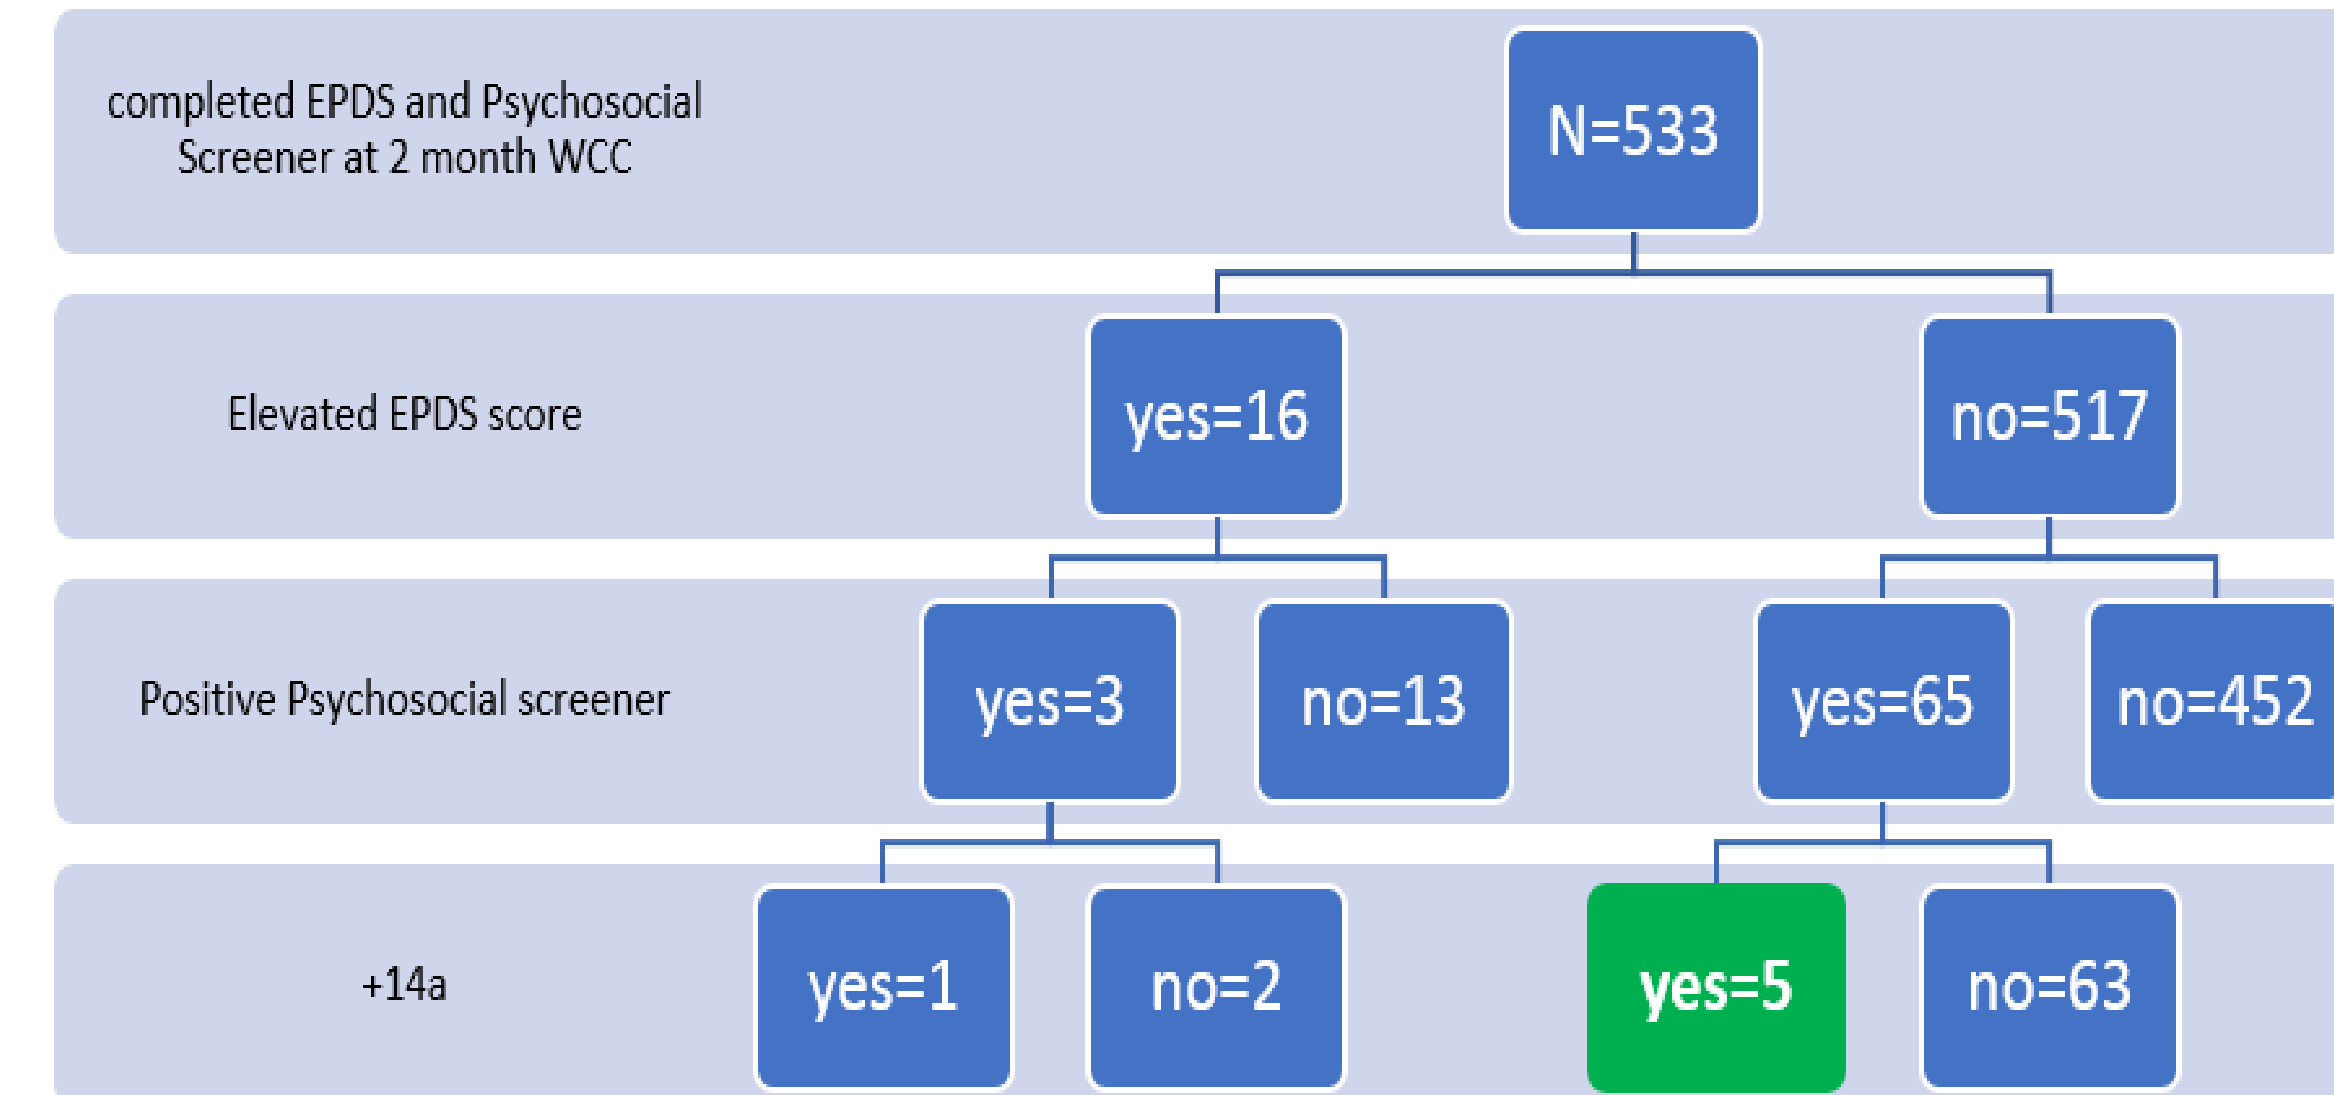 completed EPDS and Psychosocial
Screener at 2 month WCC
N=533
Elevated EPDS score
yes=16
no=517
Positive Psychosocial screener
yes=3
no=13
yes=65
no=452
+14a
yes=1
no=2
yes=5
no=63